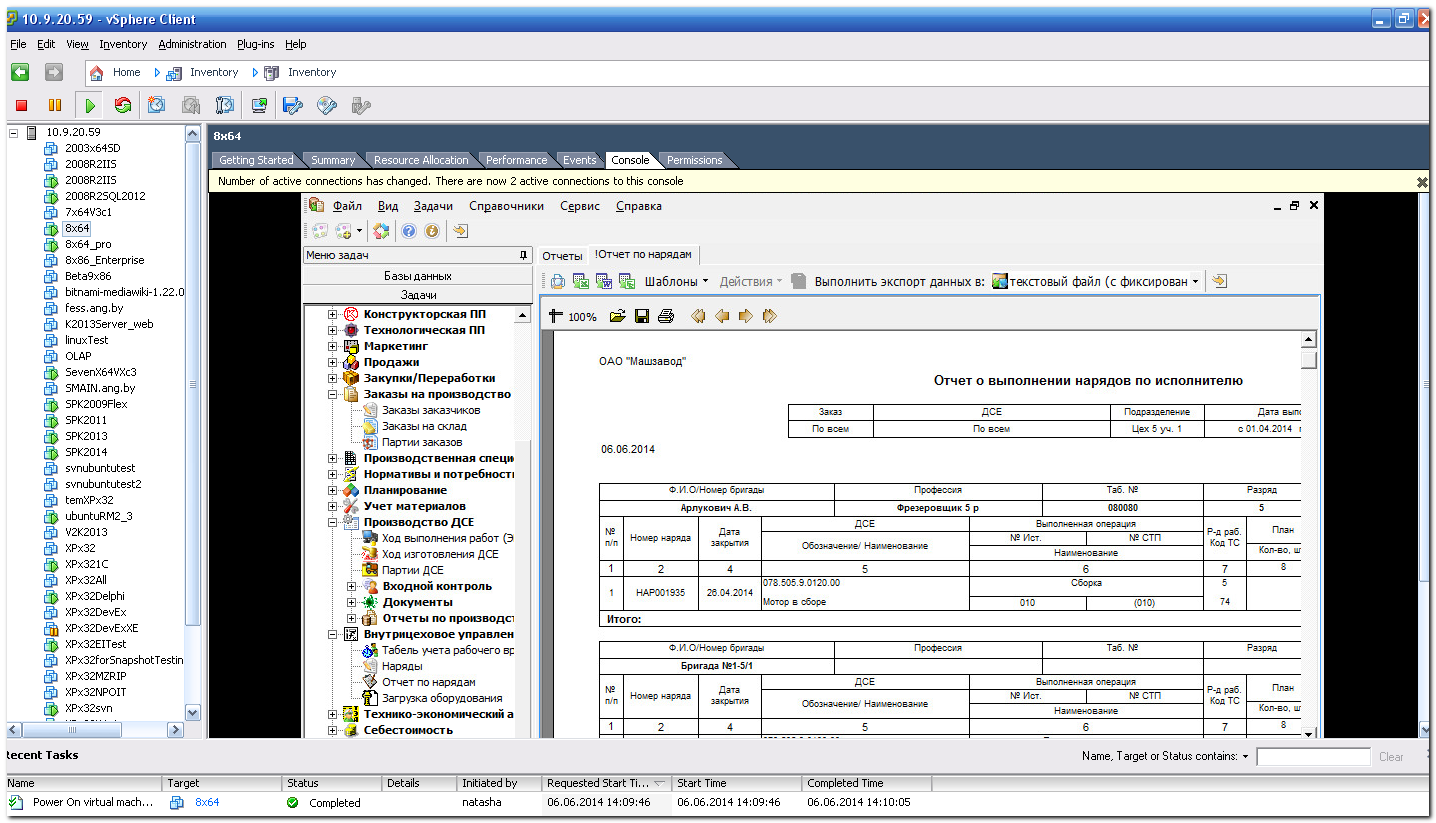 10.9.20.59 - vSphere Client
File Edit View Inventory Administration Plug-ins Help
Home Inventory Inventory
10.9.20.59
2003x64SD
2008R2IIS
2008R2IIS
2008R2SQL2012
7x64V3c1
8x64
8x64_pro
8x86_Enterprise
Beta9x86
bitnami-mediawiki-1.22.0
fess.ang.by
K2013Server_web
linuxTest
OLAP
SevenX64VXc3
SMAIN.ang.by
SPK2009Flex
SPK2011
SPK2013
SPK2014
svnubuntutest
svnubuntutest2
temXPx32
ubuntuRM2_3
V2K2013
XPx32
XPx321C
XPx32All
XPx32Delphi
XPx32DevEx
XPx32DevExXE
XPx32EITest
XPx32forSnapshotTestin
XPx32MZRIP
XPx32NPOIT
XPx32svn
8x64
Getting Started Summary Resource Allocation Performance Events Console Permissions
Number of active connections has changed. There are now 2 active connections to this console
Файл Вид Задачи Справочники Сервис Справка
Меню задач
Базы данных
Задачи
Конструкторская ПП
Технологическая ПП
Маркетинг
Продажи
Закупки/Переработки
Заказы на производство
Заказы заказчиков
Заказы на склад
Партии заказов
Производственная специ
Нормативы и потребност
Планирование
Учет материалов
Производство ДСЕ
Ход выполнения работ (Э
Ход изготовления ДСЕ
Партии ДСЕ
Входной контроль
Документы
Отчеты по производст
Внутрицеховое управлен
Табель учета рабочего вр
Наряды
Отчет по нарядам
Загрузка оборудования
Технико-экономический а
Себестоимость
Отчеты !Отчет по нарядам
Шаблоны Действия Выполнить экспорт данных в: текстовый файл (с фиксирован
100%
ОАО "Машзавод"
Отчет о выполнении нарядов по исполнителю
Заказ ДСЕ Подразделение Дата выпо
По всем По всем Цех 5 уч. 1 с 01.04.2014
06.06.2014
Ф.И.О/Номер бригады Профессия Таб. № Разряд
Арлукович А.В. Фрезеровщик 5 р 080080 5
№ п/п Номер наряда Дата закрытия ДСЕ Выполненная операция Р-д раб. Код ТС План
Обозначение/ Наименование № Ист. № СТП
Наименование Кол-во, ш
1 2 4 5 6 7 8
1 НАР001935 26.04.2014 078.505.9.0120.00 Сборка 5
Мотор в сборе 010 (010) 74
Итого:
Ф.И.О/Номер бригады Профессия Таб. № Разряд
Бригада №1-5/1
№ п/п Номер наряда Дата закрытия ДСЕ Выполненная операция Р-д раб. Код ТС План
Обозначение/ Наименование № Ист. № СТП
Наименование Кол-во, ш
1 2 4 5 6 7 8
Recent Tasks
Name, Target or Status contains: Clear
Name Target Status Details Initiated by Requested Start Ti... Start Time Completed Time
Power On virtual mach... 8x64 Completed natasha 06.06.2014 14:09:46 06.06.2014 14:09:46 06.06.2014 14:10:05